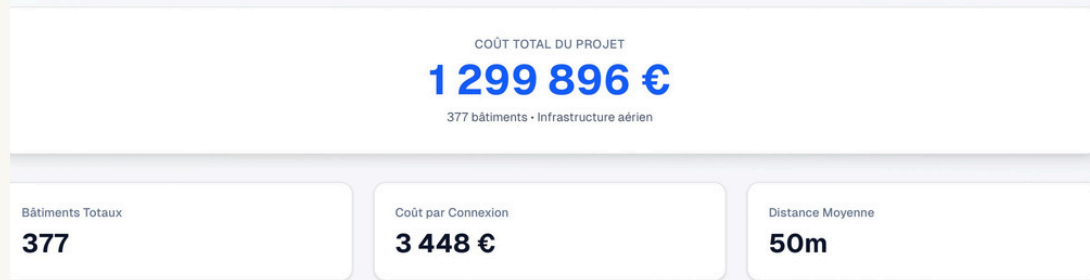 COÛT TOTAL DU PROJET
1 299 896 €
377 bâtiments • Infrastructure aérien
Bâtiments Totaux
377
Coût par Connexion
3 448 €
Distance Moyenne
50m